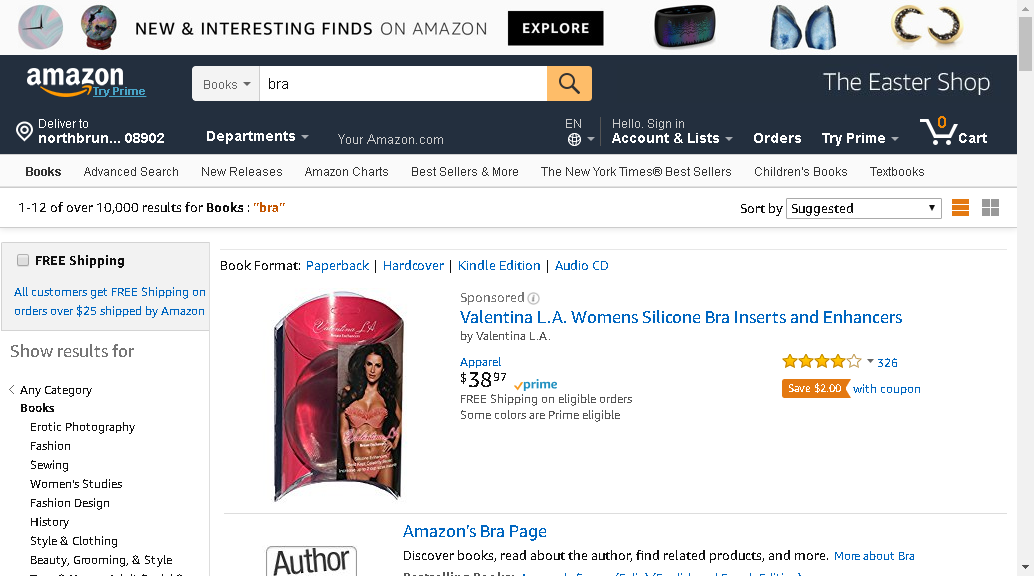 NEW & INTERESTING FINDS ON AMAZON EXPLORE
amazon
Try Prime
Books
bra
The Easter Shop
Deliver to
northbrun... 08902
Departments
Your Amazon.com
EN
Hello. Sign in
Account & Lists
Orders
Try Prime
0
Cart
Books Advanced Search New Releases Amazon Charts Best Sellers & More The New York Times® Best Sellers Children's Books Textbooks
1-12 of over 10,000 results for Books : "bra"
Sort by Suggested
FREE Shipping
All customers get FREE Shipping on
orders over $25 shipped by Amazon
Show results for
Any Category
Books
Erotic Photography
Fashion
Sewing
Women's Studies
Fashion Design
History
Style & Clothing
Beauty, Grooming, & Style
Book Format: Paperback | Hardcover | Kindle Edition | Audio CD
Valentina L.A.
Sponsored
Valentina L.A. Womens Silicone Bra Inserts and Enhancers
by Valentina L.A.
Apparel
$38 97 prime
FREE Shipping on eligible orders
Some colors are Prime eligible
326
Save $2.00 with coupon
Author
Amazon's Bra Page
Discover books, read about the author, find related products, and more. More about Bra